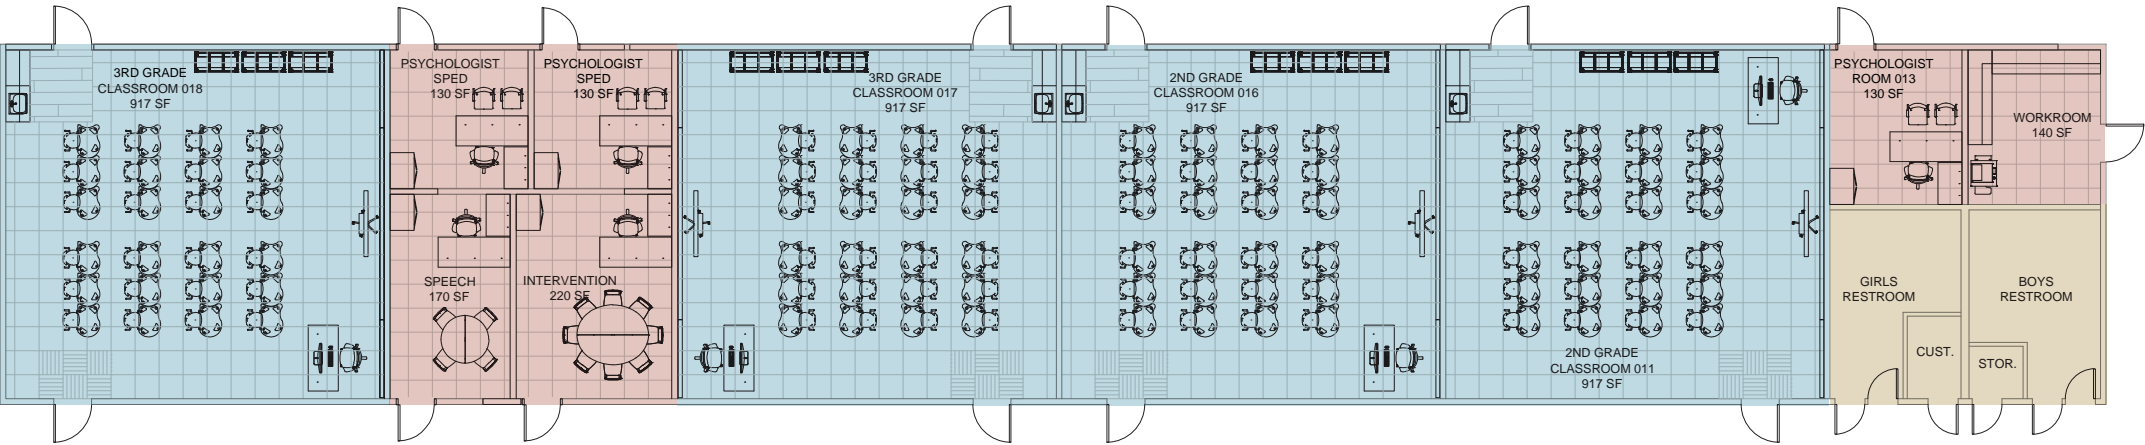 3RD GRADE
CLASSROOM 018
917 SF
PSYCHOLOGIST
SPED
130 SF
PSYCHOLOGIST
SPED
130 SF
SPEECH
170 SF
INTERVENTION
220 SF
3RD GRADE
CLASSROOM 017
917 SF
2ND GRADE
CLASSROOM 016
917 SF
2ND GRADE
CLASSROOM 011
917 SF
PSYCHOLOGIST
ROOM 013
130 SF
WORKROOM
140 SF
GIRLS
RESTROOM
BOYS
RESTROOM
CUST.
STOR.